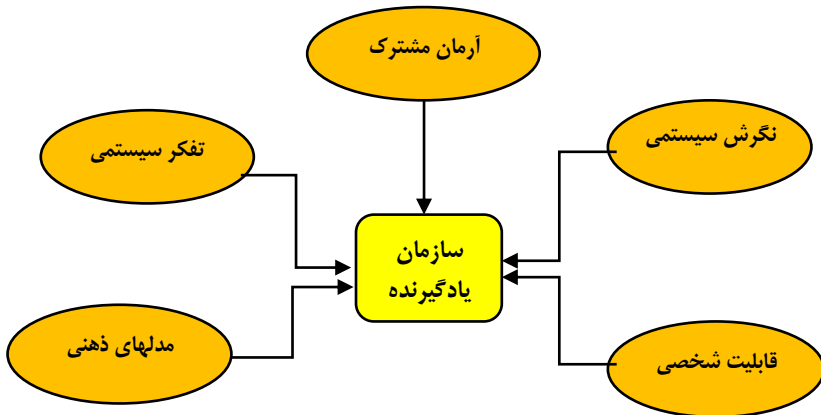 آرمان مشترک
نگرش سیستمی
تفکر سیستمی
سازمان
یادگیرنده
قابلیت شخصی
مدلهای ذهنی